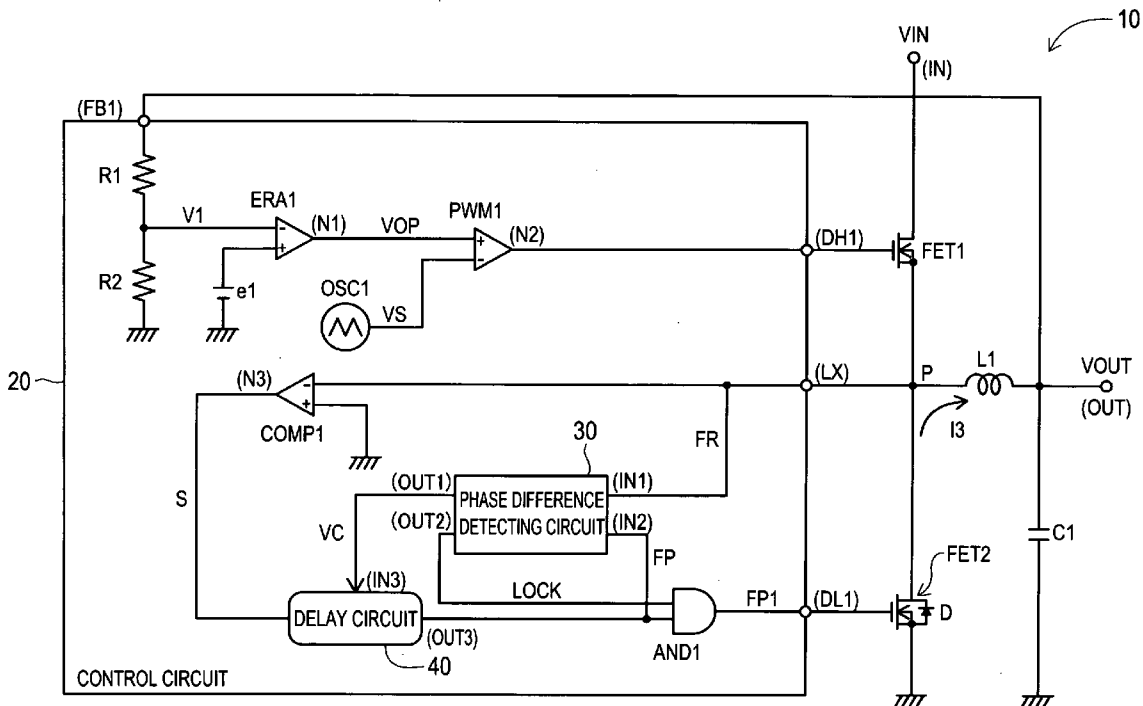 10
VIN
(IN)
(FB1)
R1
ERA1
V1
(N1)
VOP
PWM1
(N2)
(DH1)
FET1
R2
e1
OSC1
VS
20
(N3)
COMP1
(LX)
P
L1
VOUT
(OUT)
I3
30
FR
(OUT1)
PHASE DIFFERENCE
(IN1)
S
(OUT2)
DETECTING CIRCUIT
(IN2)
VC
FP
C1
FET2
(IN3)
LOCK
FP1
(DL1)
D
DELAY CIRCUIT
(OUT3)
AND1
40
CONTROL CIRCUIT